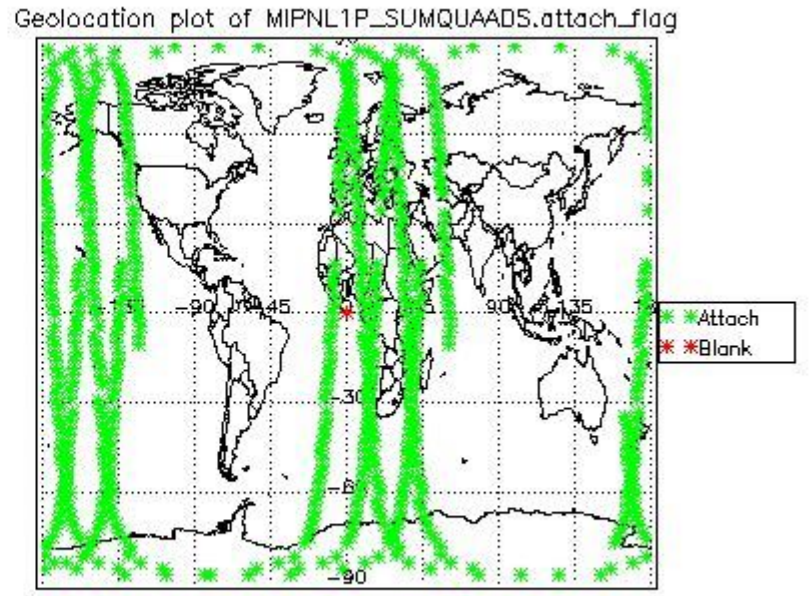 Geolocation plot of MIPNL1P_SUMQUAADS.attach_flag
-90
-45
90
135
Attach
Blank
-30
-90